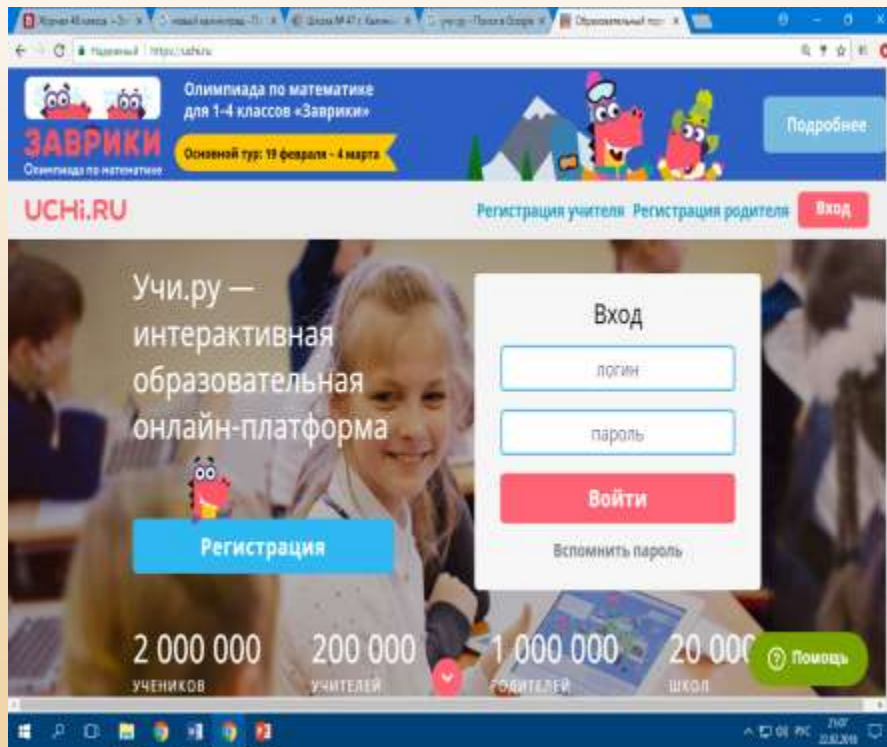 ЗАВРИКИ
Олимпиада по математике
Олимпиада по математике
для 1-4 классов «Заврики»
Основной тур: 19 февраля – 4 марта
Подробнее
UCHi.RU
Регистрация учителя Регистрация родителя Вход
Учи.ру —
интерактивная
образовательная
онлайн-платформа
Регистрация
Вход
логин
пароль
Войти
Вспомнить пароль
2 000 000 200 000 1 000 000 20 000
УЧЕНИКОВ УЧИТЕЛЕЙ РОДИТЕЛЕЙ ШКОЛ
Помощь